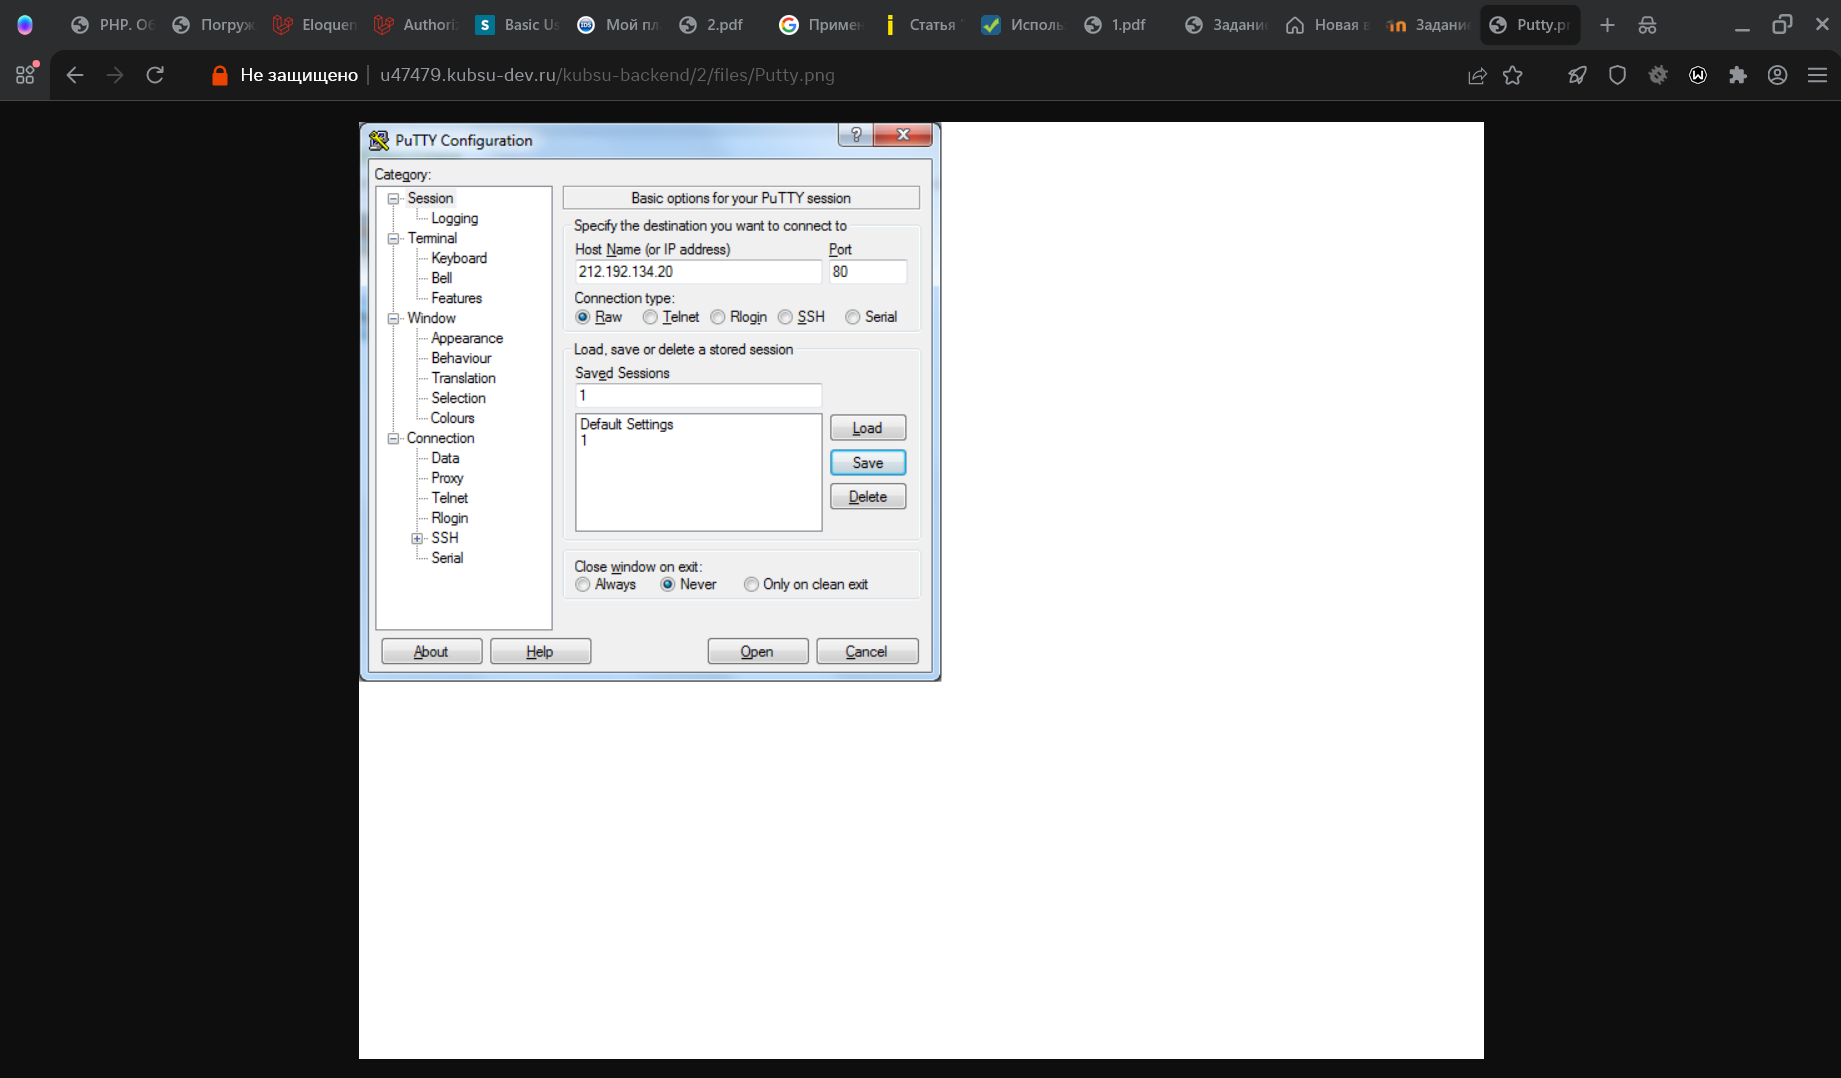 PHP. Об
Погруж
Eloquen
Authori
S
Basic Us
Мой пл
2.pdf
G
Примен
i
Статья
Исполь
1.pdf
Задани
Новая в
Задани
Putty.p
Не защищено
u47479.kubsu-dev.ru/kubsu-backend/2/files/Putty.png
PuTTY Configuration
?
Category:
Session
Logging
Terminal
Keyboard
Bell
Features
Window
Appearance
Behaviour
Translation
Selection
Colours
Connection
Data
Proxy
Telnet
Rlogin
SSH
Serial
Basic options for your PuTTY session
Specify the destination you want to connect to
Host Name (or IP address) Port
212.192.134.20 80
Connection type:
Raw Telnet Rlogin SSH Serial
Load, save or delete a stored session
Saved Sessions
1
Default Settings
1
Load
Save
Delete
Close window on exit:
Always Never Only on clean exit
About Help Open Cancel